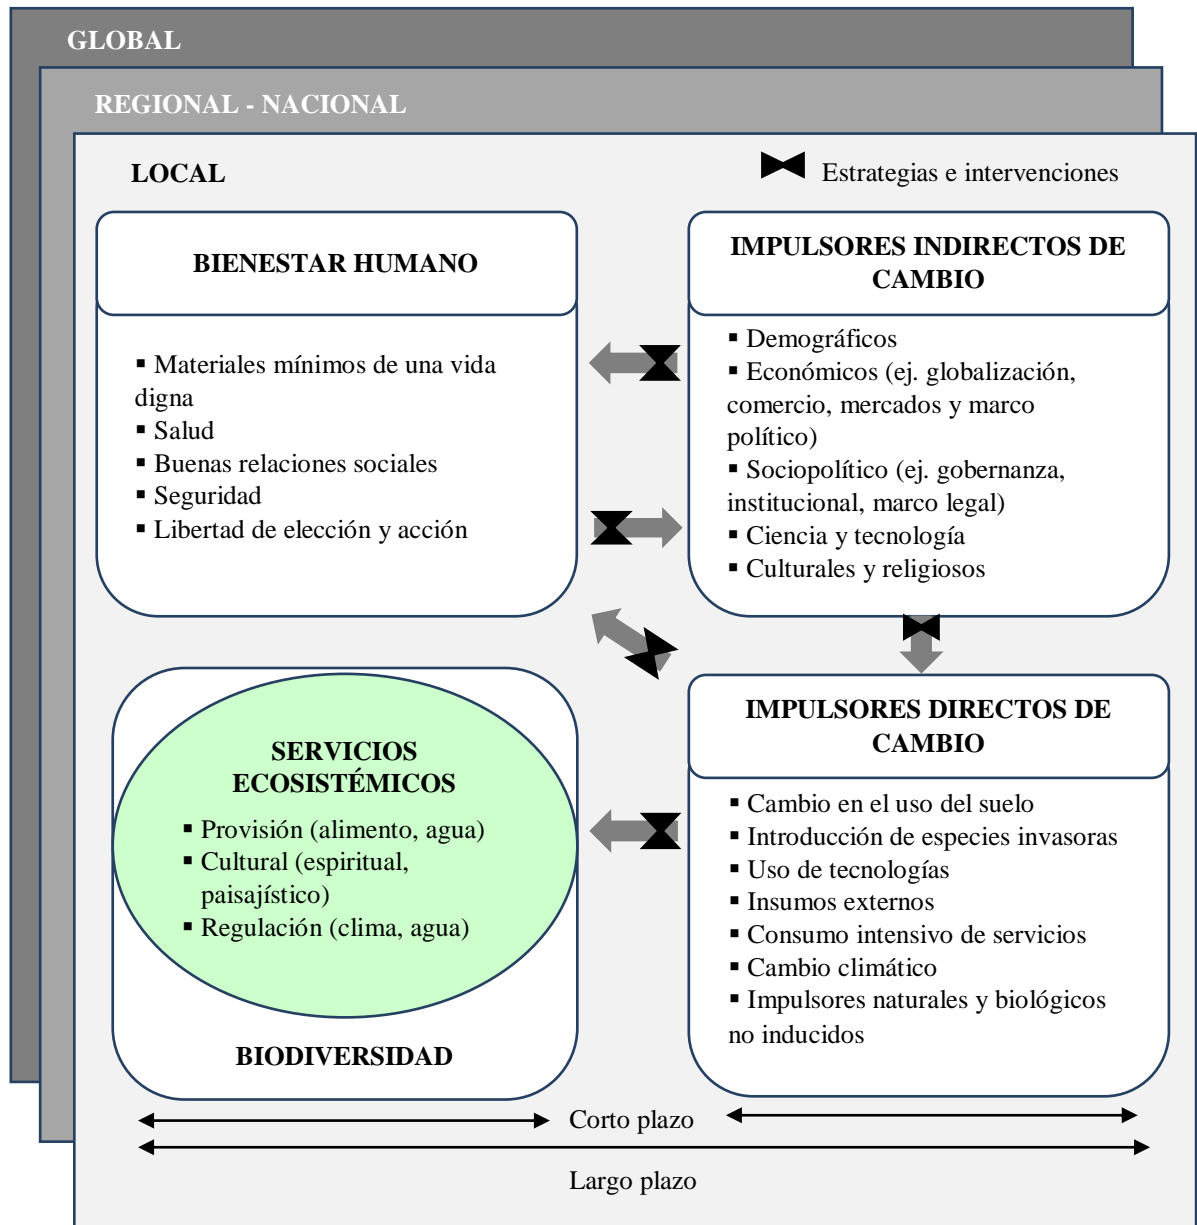 GLOBAL
REGIONAL - NACIONAL
LOCAL
Estrategias e intervenciones
BIENESTAR HUMANO
▪ Materiales mínimos de una vida
digna
▪ Salud
▪ Buenas relaciones sociales
▪ Seguridad
▪ Libertad de elección y acción
IMPULSORES INDIRECTOS DE
CAMBIO
▪ Demográficos
▪ Económicos (ej. globalización,
comercio, mercados y marco
político)
▪ Sociopolítico (ej. gobernanza,
institucional, marco legal)
▪ Ciencia y tecnología
▪ Culturales y religiosos
SERVICIOS
ECOSISTÉMICOS
▪ Provisión (alimento, agua)
▪ Cultural (espiritual,
paisajístico)
▪ Regulación (clima, agua)
BIODIVERSIDAD
IMPULSORES DIRECTOS DE
CAMBIO
▪ Cambio en el uso del suelo
▪ Introducción de especies invasoras
▪ Uso de tecnologías
▪ Insumos externos
▪ Consumo intensivo de servicios
▪ Cambio climático
▪ Impulsores naturales y biológicos
no inducidos
Corto plazo
Largo plazo